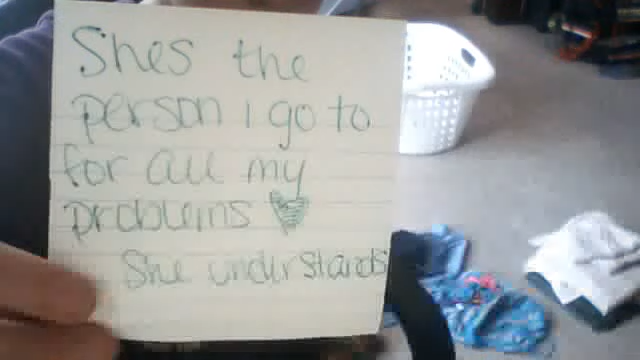 Shes the
person i go to
for all my
problems
She understands